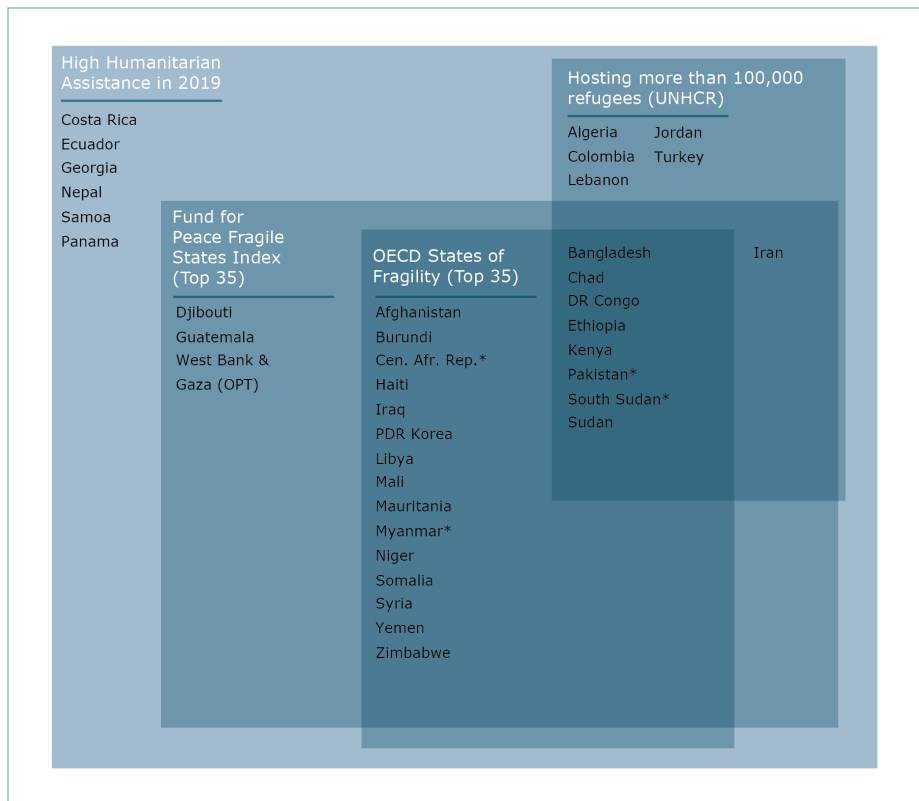 High Humanitarian
Assistance in 2019
Costa Rica
Ecuador
Georgia
Nepal
Samoa
Panama
Hosting more than 100,000
refugees (UNHCR)
Algeria Jordan
Colombia Turkey
Lebanon
Fund for
Peace Fragile
States Index
(Top 35)
Djibouti
Guatemala
West Bank &
Gaza (OPT)
OECD States of
Fragility (Top 35)
Afghanistan
Burundi
Cen. Afr. Rep.*
Haiti
Iraq
PDR Korea
Libya
Mali
Mauritania
Myanmar*
Niger
Somalia
Syria
Yemen
Zimbabwe
Bangladesh
Chad
DR Congo
Ethiopia
Kenya
Pakistan*
South Sudan*
Sudan
Iran